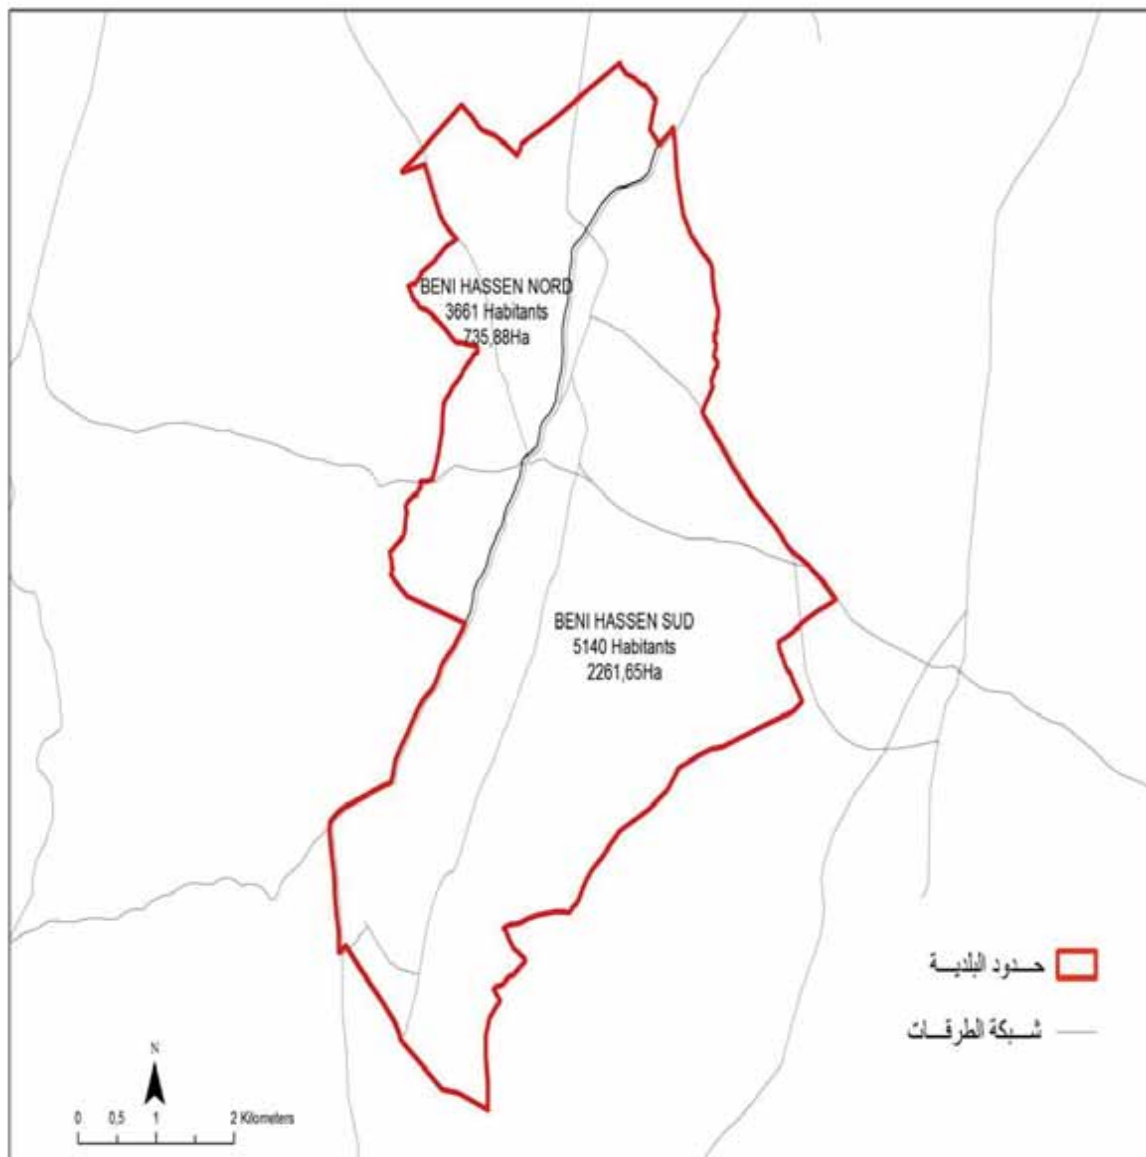 BENI HASSEN NORD
3661 Habitants
735,88Ha
BENI HASSEN SUD
5140 Habitants
2261,65Ha
حـــدود البلديـــة
شـــبكة الطرقـــات
N
0 0,5 1 2 Kilometers